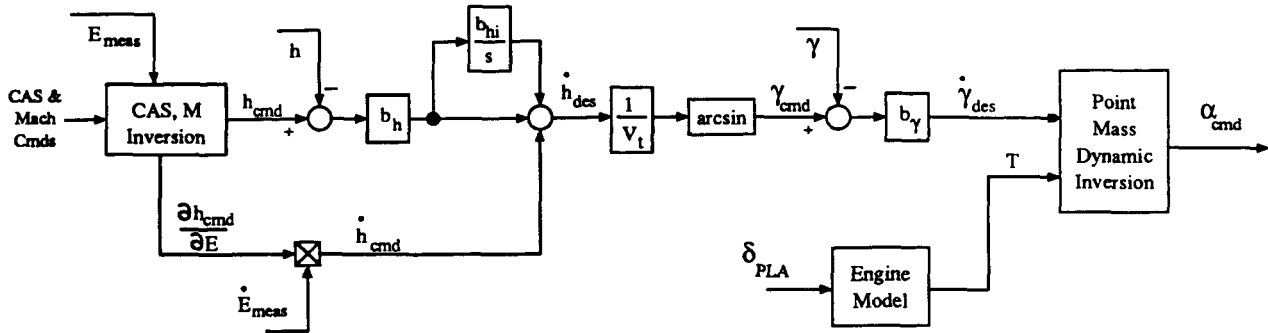 E_meas
h
b_hi
s
γ
CAS &
Mach
Cmds
CAS, M
Inversion
h_cmd
−
+
b_h
ḣ_des
1
V_t
arcsin
γ_cmd
−
+
b_γ
γ̇_des
Point
Mass
Dynamic
Inversion
α_cmd
T
∂h_cmd
∂E
ḣ_cmd
Ė_meas
δ_PLA
Engine
Model